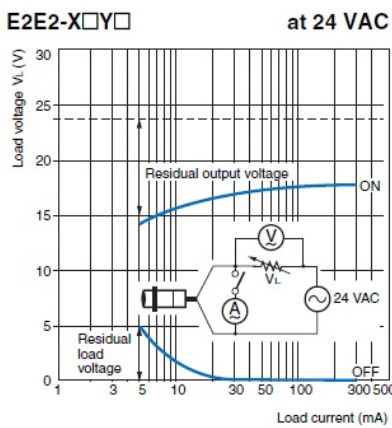 E2E2-X□Y□ at 24 VAC
Load voltage VL (V)
30
25
20
15
10
5
0
Residual output voltage
ON
V
VL
24 VAC
A
Residual
load
voltage
OFF
1 3 5 10 30 50 100 300 500
Load current (mA)